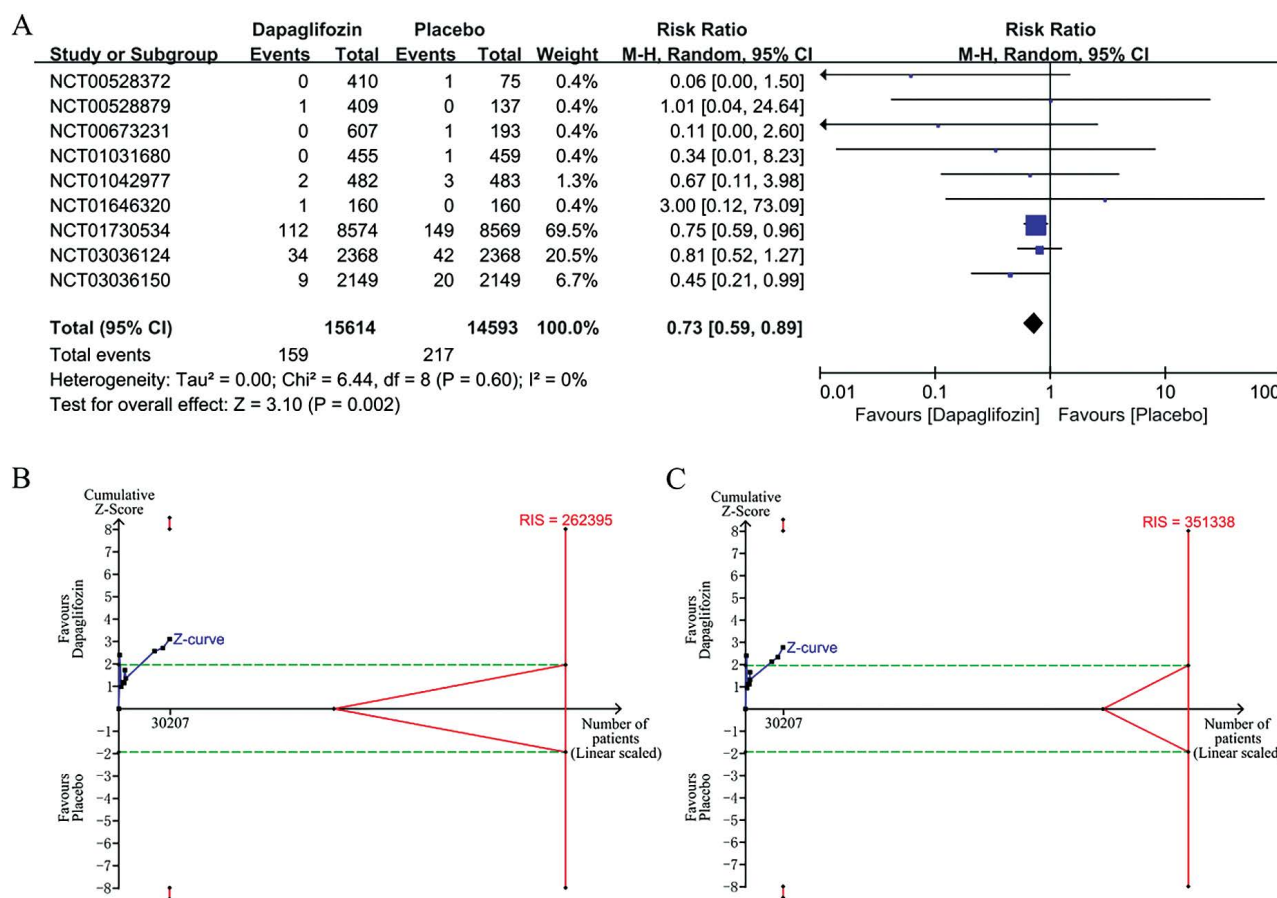 A
Dapaglifozin Placebo Risk Ratio Risk Ratio
Study or Subgroup Events Total Events Total Weight M-H, Random, 95% CI M-H, Random, 95% CI
NCT00528372 0 410 1 75 0.4% 0.06 [0.00, 1.50]
NCT00528879 1 409 0 137 0.4% 1.01 [0.04, 24.64]
NCT00673231 0 607 1 193 0.4% 0.11 [0.00, 2.60]
NCT01031680 0 455 1 459 0.4% 0.34 [0.01, 8.23]
NCT01042977 2 482 3 483 1.3% 0.67 [0.11, 3.98]
NCT01646320 1 160 0 160 0.4% 3.00 [0.12, 73.09]
NCT01730534 112 8574 149 8569 69.5% 0.75 [0.59, 0.96]
NCT03036124 34 2368 42 2368 20.5% 0.81 [0.52, 1.27]
NCT03036150 9 2149 20 2149 6.7% 0.45 [0.21, 0.99]
Total (95% CI) 15614 14593 100.0% 0.73 [0.59, 0.89]
Total events 159 217
Heterogeneity: Tau² = 0.00; Chi² = 6.44, df = 8 (P = 0.60); I² = 0%
Test for overall effect: Z = 3.10 (P = 0.002)
0.01 0.1 1 10 100
Favours [Dapaglifozin] Favours [Placebo]
B
Cumulative
Z-Score
RIS = 262395
8
7
6
5
4
3
2
1
-1
-2
-3
-4
-5
-6
-7
-8
Favours
Dapaglifozin
Favours
Placebo
Z-curve
30207
Number of
patients
(Linear scaled)
C
Cumulative
Z-Score
RIS = 351338
8
7
6
5
4
3
2
1
-1
-2
-3
-4
-5
-6
-7
-8
Favours
Dapaglifozin
Favours
Placebo
Z-curve
30207
Number of
patients
(Linear scaled)